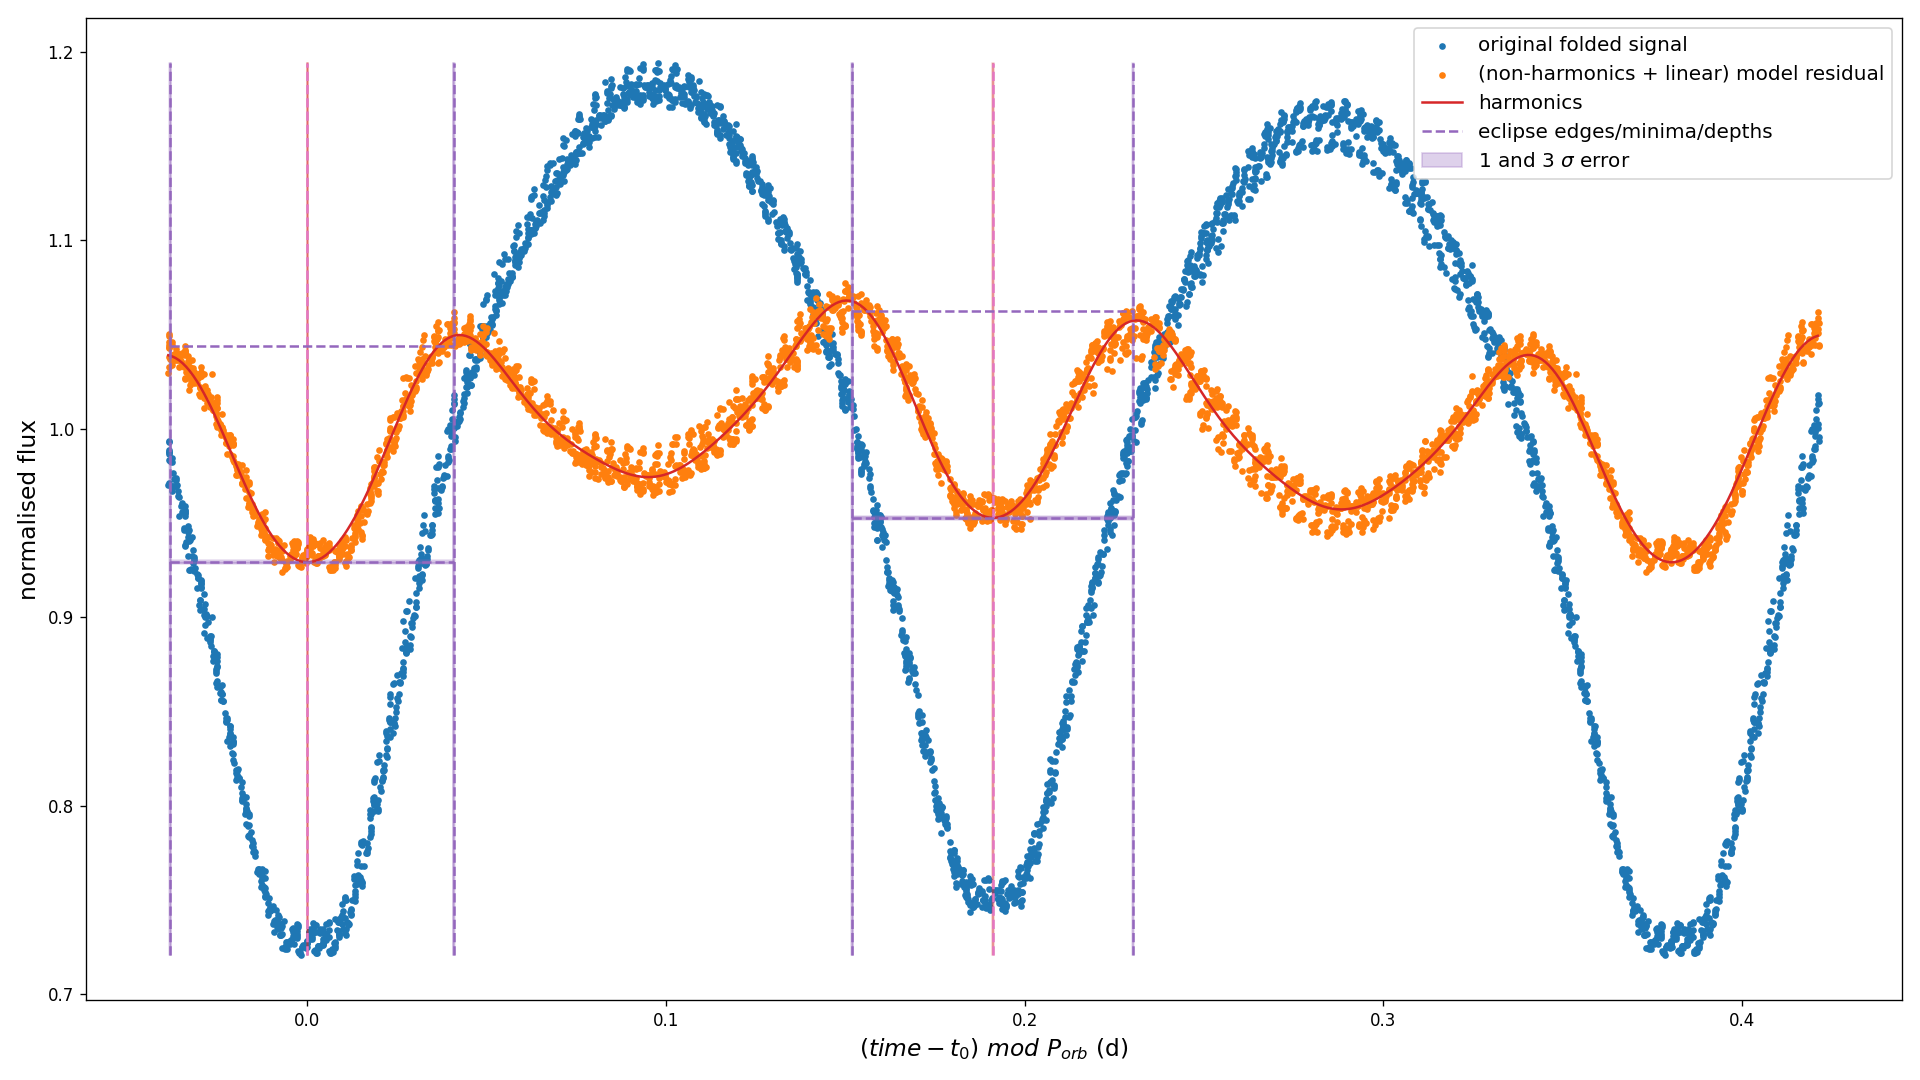 original folded signal
(non-harmonics + linear) model residual
harmonics
eclipse edges/minima/depths
1 and 3 σ error
normalised flux
1.2
1.1
1.0
0.9
0.8
0.7
0.0 0.1 0.2 0.3 0.4
(time − t₀) mod Pₒᵣb (d)